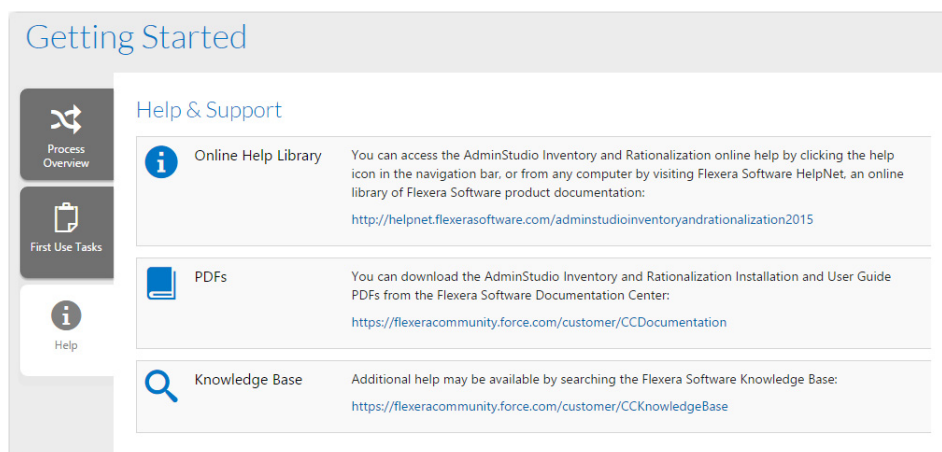 Getting Started
Process
Overview
First Use Tasks
Help
Help & Support
Online Help Library
You can access the AdminStudio Inventory and Rationalization online help by clicking the help
icon in the navigation bar, or from any computer by visiting Flexera Software HelpNet, an online
library of Flexera Software product documentation:
http://helpnet.flexerasoftware.com/adminstudioinventoryandrationalization2015
PDFs
You can download the AdminStudio Inventory and Rationalization Installation and User Guide
PDFs from the Flexera Software Documentation Center:
https://flexeracommunity.force.com/customer/CCDocumentation
Knowledge Base
Additional help may be available by searching the Flexera Software Knowledge Base:
https://flexeracommunity.force.com/customer/CCKnowledgeBase